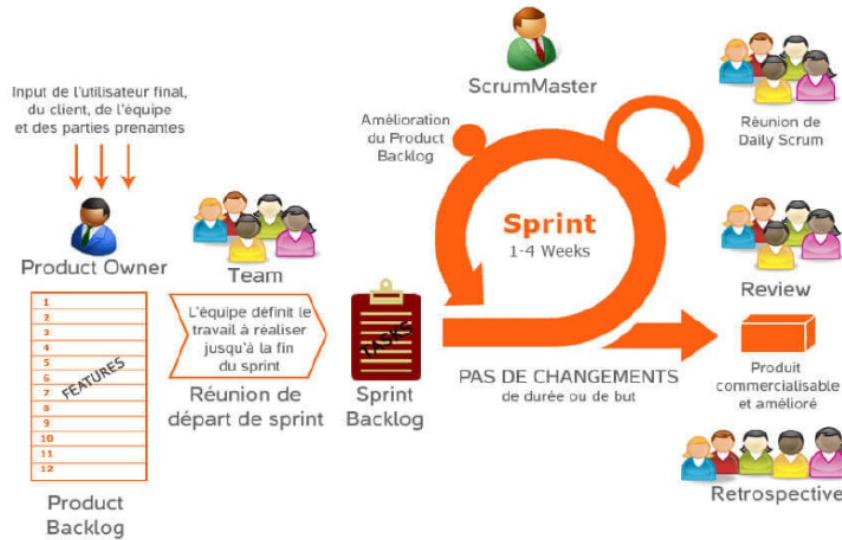 Input de l'utilisateur final,
du client, de l'équipe
et des parties prenantes
Product Owner
1
2
3
4
5
6
7
8
9
10
11
12
FEATURES
Product
Backlog
Team
L'équipe définit le
travail à réaliser
jusqu'à la fin
du sprint
Réunion de
départ de sprint
TASKS
Sprint
Backlog
ScrumMaster
Amélioration
du Product
Backlog
Sprint
1-4 Weeks
PAS DE CHANGEMENTS
de durée ou de but
Réunion de
Daily Scrum
Review
Produit
commercialisable
et amélioré
Retrospective